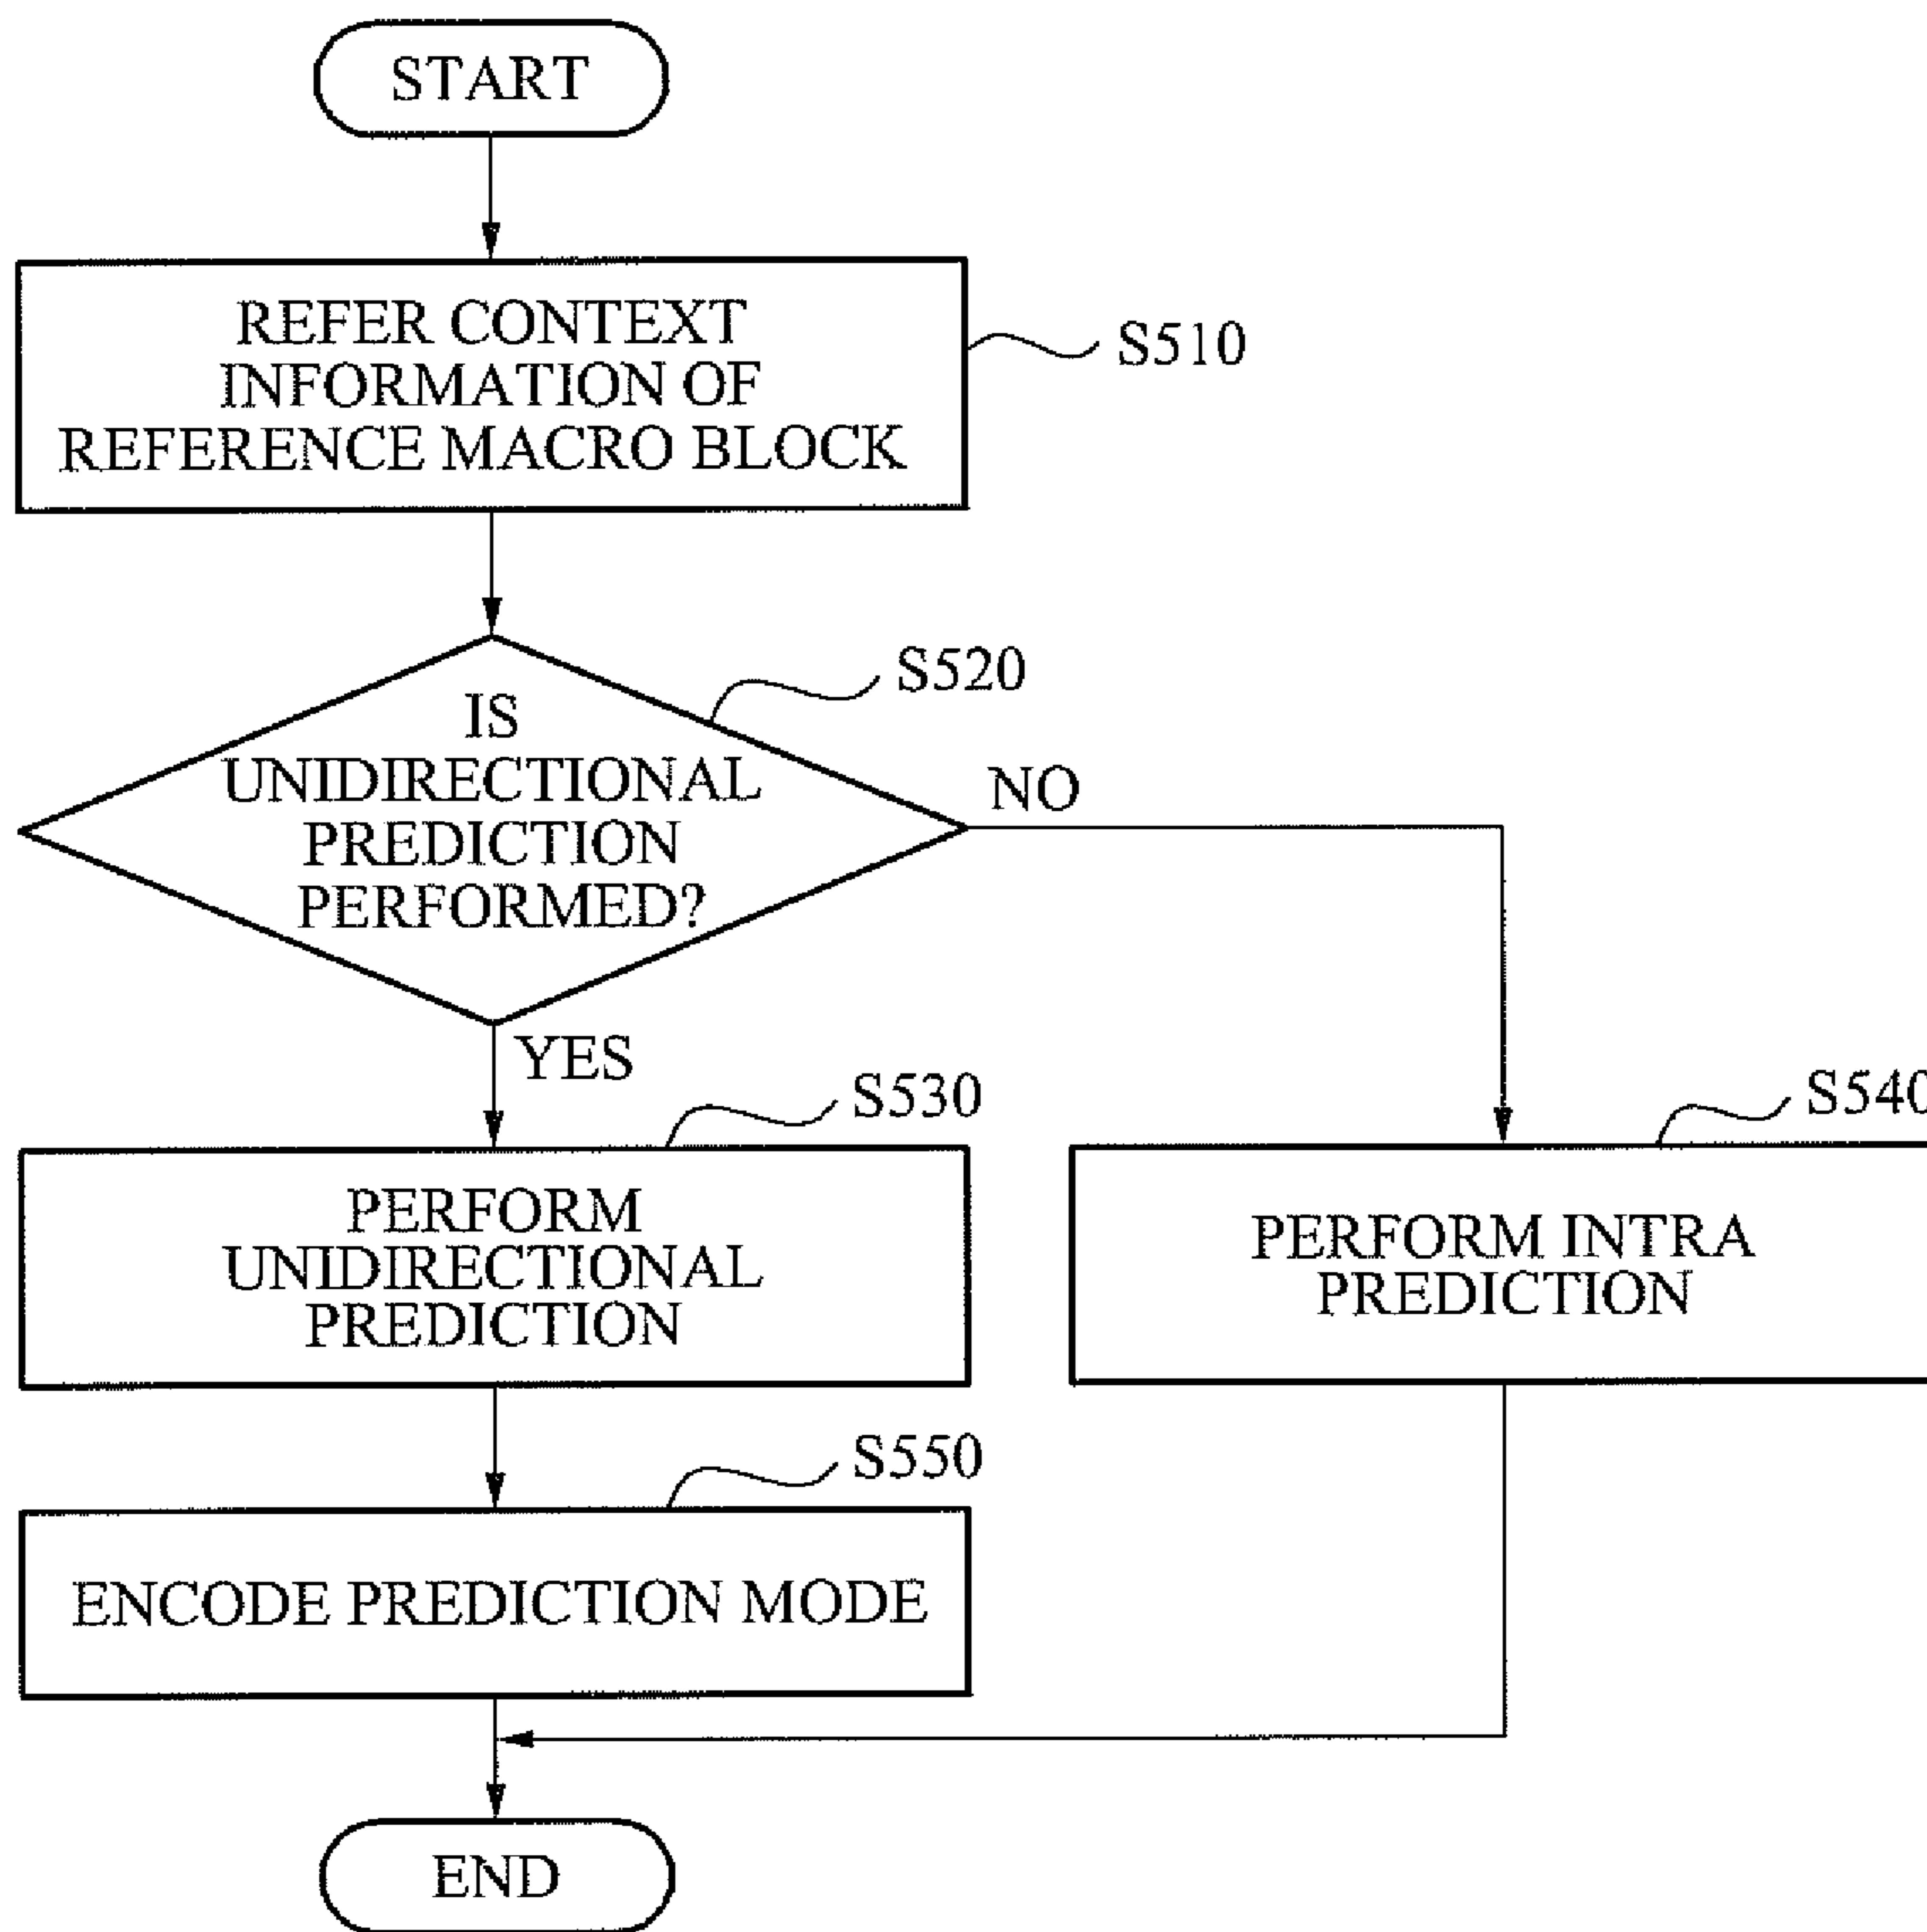 START
REFER CONTEXT
INFORMATION OF
REFERENCE MACRO BLOCK
S510
S520
IS
UNIDIRECTIONAL
PREDICTION
PERFORMED?
NO
YES
S530
S540
PERFORM
UNIDIRECTIONAL
PREDICTION
PERFORM INTRA
PREDICTION
S550
ENCODE PREDICTION MODE
END